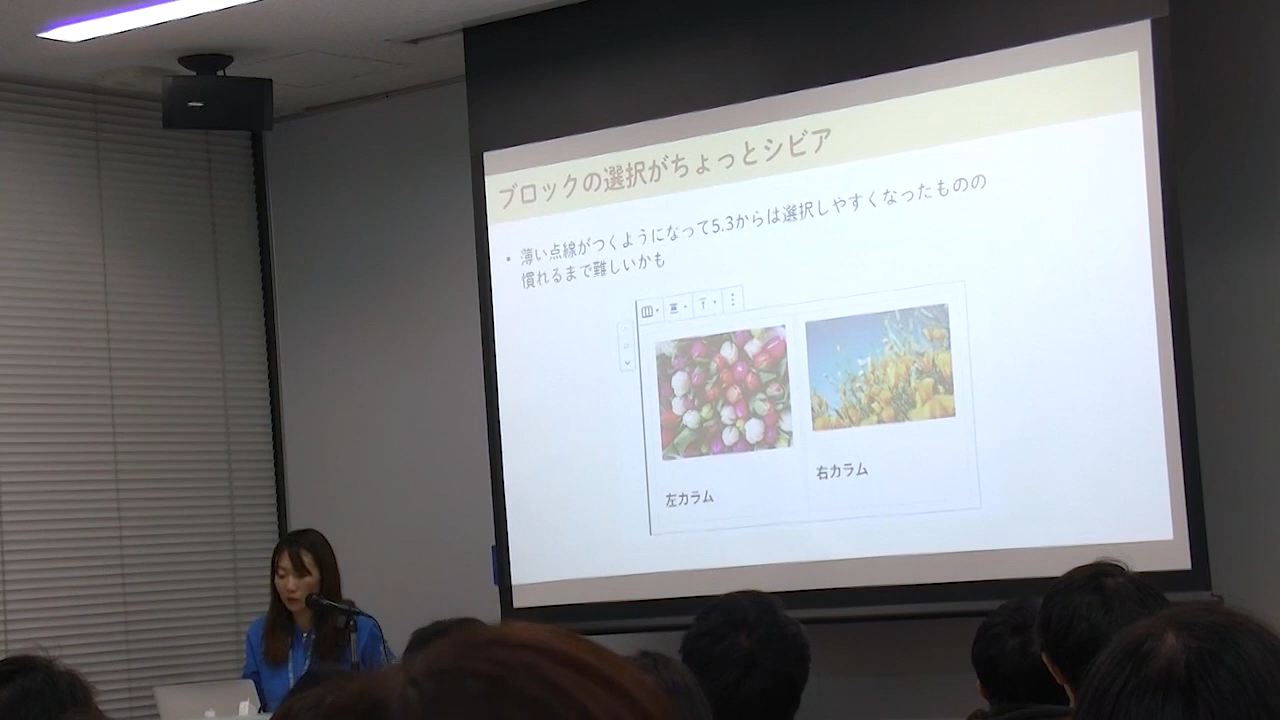 ブロックの選択がちょっとシビア
• 薄い点線がつくようになって5.3からは選択しやすくなったものの
慣れるまで難しいかも
左カラム
右カラム